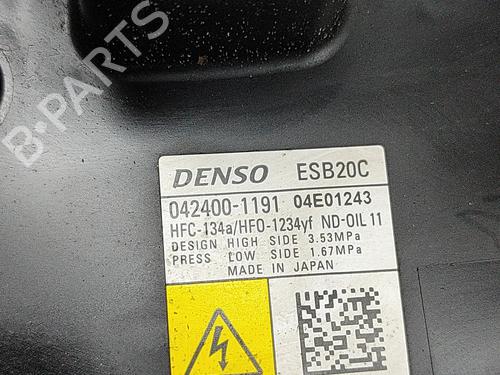 B-PARTS
DENSO ESB20C
042400-1191 04E01243
HFC-134a/HFO-1234yf ND-OIL 11
DESIGN HIGH SIDE 3.53MPa
PRESS LOW SIDE 1.67MPa
MADE IN JAPAN